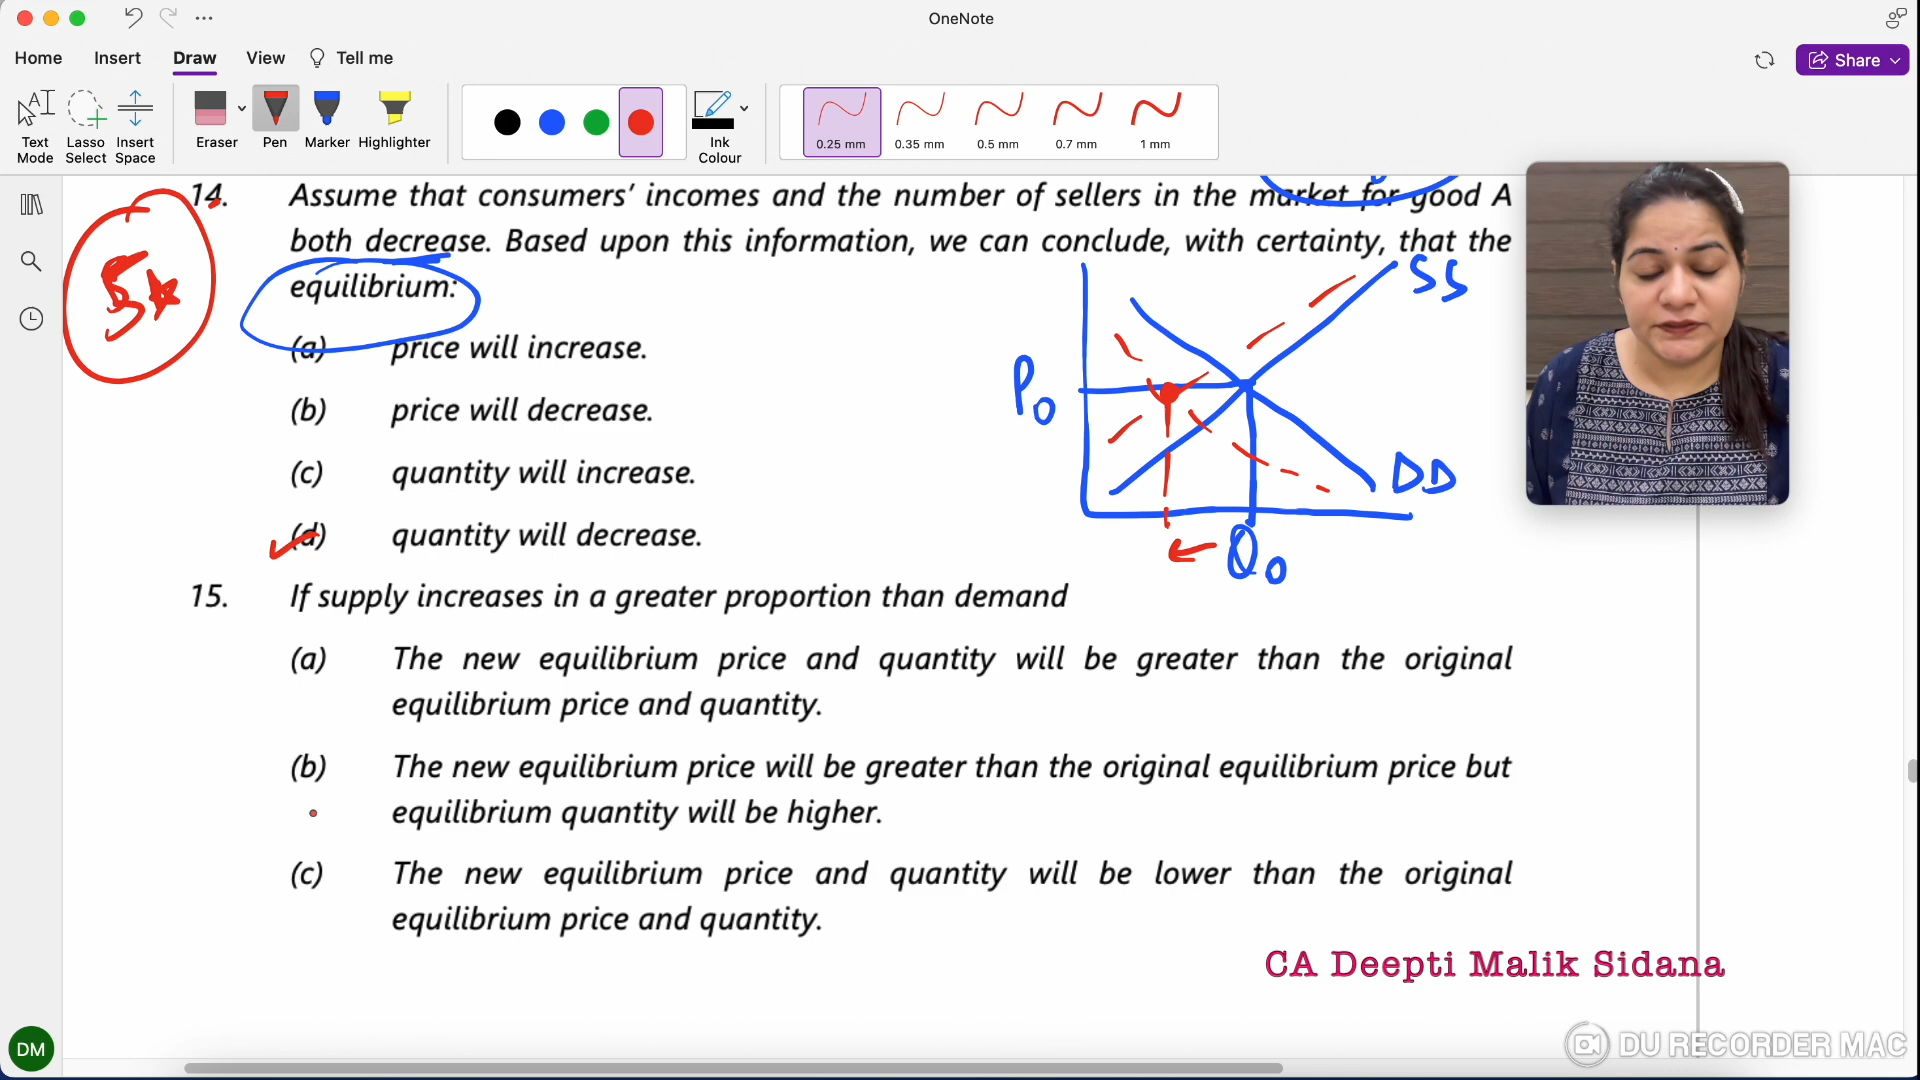 OneNote
Home Insert Draw View Tell me Share
Text Mode Lasso Select Insert Space Eraser Pen Marker Highlighter Ink Colour 0.25 mm 0.35 mm 0.5 mm 0.7 mm 1 mm
14. Assume that consumers' incomes and the number of sellers in the market for good A
both decrease. Based upon this information, we can conclude, with certainty, that the
equilibrium:
5
SS
(a) price will increase.
P0
(b) price will decrease.
(c) quantity will increase.
DD
(d) quantity will decrease.
Q0
15. If supply increases in a greater proportion than demand
(a) The new equilibrium price and quantity will be greater than the original
equilibrium price and quantity.
(b) The new equilibrium price will be greater than the original equilibrium price but
equilibrium quantity will be higher.
(c) The new equilibrium price and quantity will be lower than the original
equilibrium price and quantity.
CA Deepti Malik Sidana
DM
DU RECORDER MAC